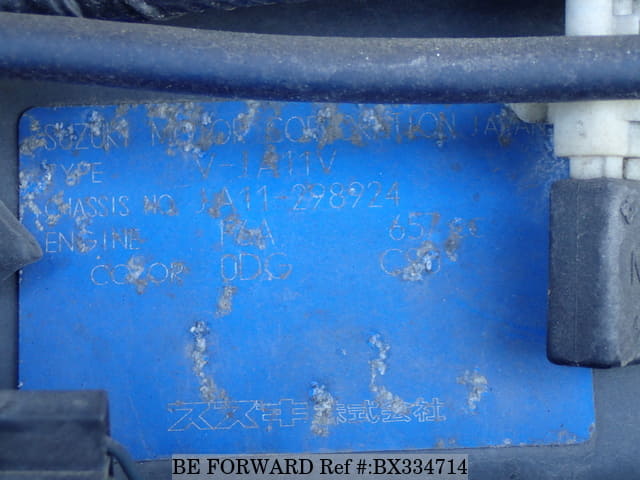 SUZUKI MOTOR CORPORATION JAPAN
TYPE V-JA11V
CHASSIS NO. JA11-298924
ENGINE F6A 657 cc
COLOR 0DG
スズキ株式会社
BE FORWARD Ref #:BX334714